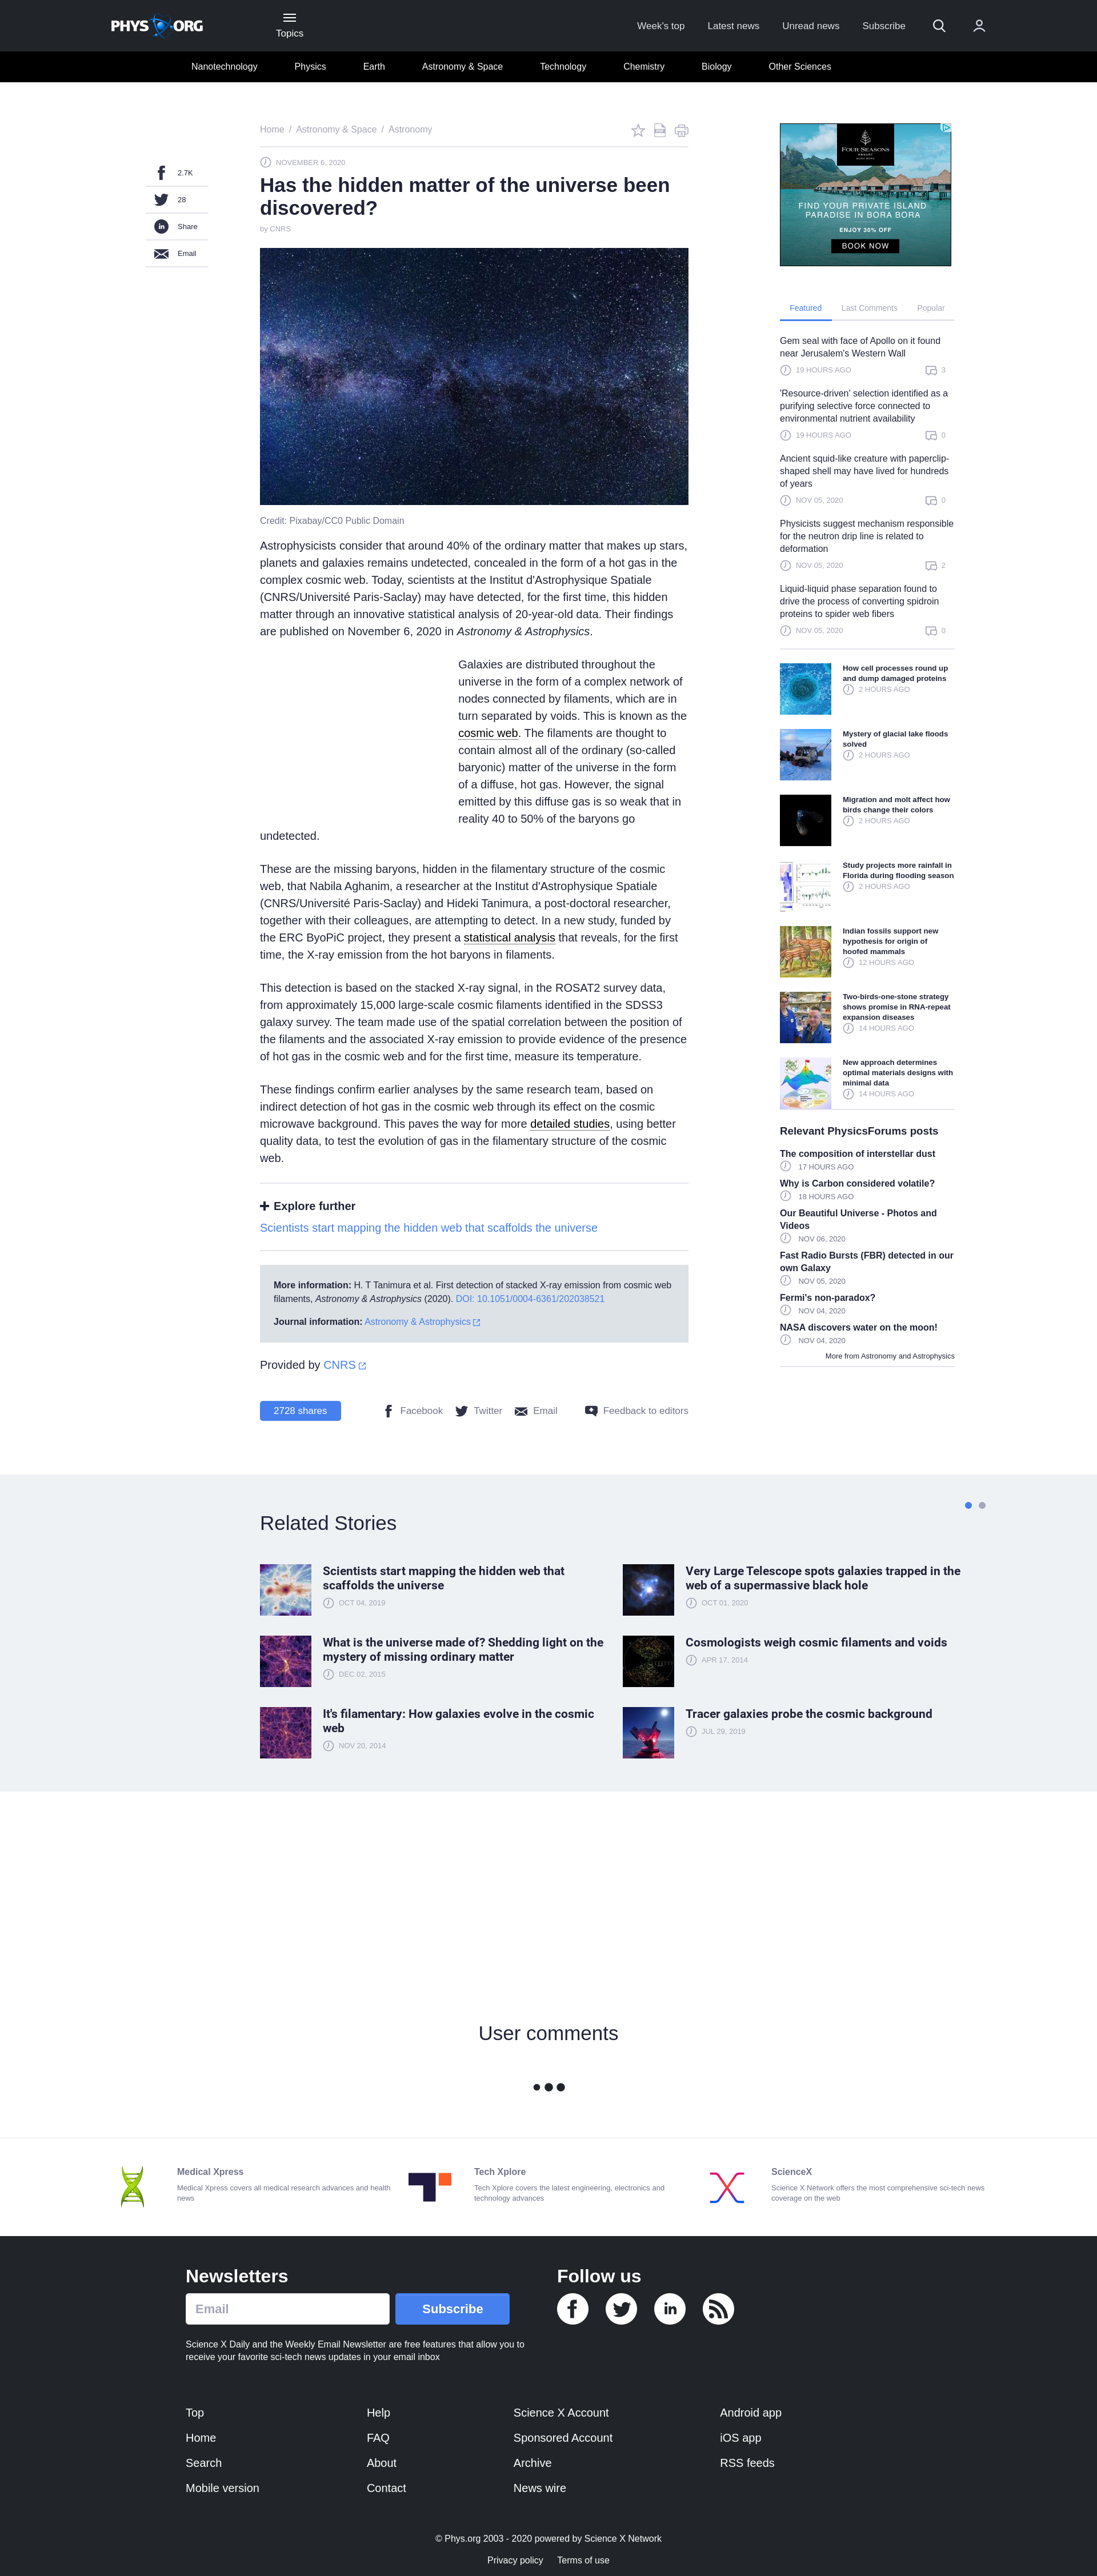 PHYS ORG
Topics
Week's top
Latest news
Unread news
Subscribe
Nanotechnology
Physics
Earth
Astronomy & Space
Technology
Chemistry
Biology
Other Sciences
2.7K
28
Share
Email
Home / Astronomy & Space / Astronomy
NOVEMBER 6, 2020
Has the hidden matter of the universe been
discovered?
by CNRS
Credit: Pixabay/CC0 Public Domain
Astrophysicists consider that around 40% of the ordinary matter that makes up stars,
planets and galaxies remains undetected, concealed in the form of a hot gas in the
complex cosmic web. Today, scientists at the Institut d'Astrophysique Spatiale
(CNRS/Université Paris-Saclay) may have detected, for the first time, this hidden
matter through an innovative statistical analysis of 20-year-old data. Their findings
are published on November 6, 2020 in Astronomy & Astrophysics.
Galaxies are distributed throughout the
universe in the form of a complex network of
nodes connected by filaments, which are in
turn separated by voids. This is known as the
cosmic web. The filaments are thought to
contain almost all of the ordinary (so-called
baryonic) matter of the universe in the form
of a diffuse, hot gas. However, the signal
emitted by this diffuse gas is so weak that in
reality 40 to 50% of the baryons go
undetected.
These are the missing baryons, hidden in the filamentary structure of the cosmic
web, that Nabila Aghanim, a researcher at the Institut d'Astrophysique Spatiale
(CNRS/Université Paris-Saclay) and Hideki Tanimura, a post-doctoral researcher,
together with their colleagues, are attempting to detect. In a new study, funded by
the ERC ByoPiC project, they present a statistical analysis that reveals, for the first
time, the X-ray emission from the hot baryons in filaments.
This detection is based on the stacked X-ray signal, in the ROSAT2 survey data,
from approximately 15,000 large-scale cosmic filaments identified in the SDSS3
galaxy survey. The team made use of the spatial correlation between the position of
the filaments and the associated X-ray emission to provide evidence of the presence
of hot gas in the cosmic web and for the first time, measure its temperature.
These findings confirm earlier analyses by the same research team, based on
indirect detection of hot gas in the cosmic web through its effect on the cosmic
microwave background. This paves the way for more detailed studies, using better
quality data, to test the evolution of gas in the filamentary structure of the cosmic
web.
Explore further
Scientists start mapping the hidden web that scaffolds the universe
More information: H. T Tanimura et al. First detection of stacked X-ray emission from cosmic web
filaments, Astronomy & Astrophysics (2020). DOI: 10.1051/0004-6361/202038521
Journal information: Astronomy & Astrophysics
Provided by CNRS
2728 shares
Facebook
Twitter
Email
Feedback to editors
FOUR SEASONS
RESORT
BORA BORA
FIND YOUR PRIVATE ISLAND
PARADISE IN BORA BORA
ENJOY 30% OFF
BOOK NOW
Featured
Last Comments
Popular
Gem seal with face of Apollo on it found
near Jerusalem's Western Wall
19 HOURS AGO
3
'Resource-driven' selection identified as a
purifying selective force connected to
environmental nutrient availability
19 HOURS AGO
0
Ancient squid-like creature with paperclip-
shaped shell may have lived for hundreds
of years
NOV 05, 2020
0
Physicists suggest mechanism responsible
for the neutron drip line is related to
deformation
NOV 05, 2020
2
Liquid-liquid phase separation found to
drive the process of converting spidroin
proteins to spider web fibers
NOV 05, 2020
0
How cell processes round up
and dump damaged proteins
2 HOURS AGO
Mystery of glacial lake floods
solved
2 HOURS AGO
Migration and molt affect how
birds change their colors
2 HOURS AGO
Study projects more rainfall in
Florida during flooding season
2 HOURS AGO
Indian fossils support new
hypothesis for origin of
hoofed mammals
12 HOURS AGO
Two-birds-one-stone strategy
shows promise in RNA-repeat
expansion diseases
14 HOURS AGO
New approach determines
optimal materials designs with
minimal data
14 HOURS AGO
Relevant PhysicsForums posts
The composition of interstellar dust
17 HOURS AGO
Why is Carbon considered volatile?
18 HOURS AGO
Our Beautiful Universe - Photos and
Videos
NOV 06, 2020
Fast Radio Bursts (FBR) detected in our
own Galaxy
NOV 05, 2020
Fermi's non-paradox?
NOV 04, 2020
NASA discovers water on the moon!
NOV 04, 2020
More from Astronomy and Astrophysics
Related Stories
Scientists start mapping the hidden web that
scaffolds the universe
OCT 04, 2019
Very Large Telescope spots galaxies trapped in the
web of a supermassive black hole
OCT 01, 2020
What is the universe made of? Shedding light on the
mystery of missing ordinary matter
DEC 02, 2015
Cosmologists weigh cosmic filaments and voids
APR 17, 2014
It's filamentary: How galaxies evolve in the cosmic
web
NOV 20, 2014
Tracer galaxies probe the cosmic background
JUL 29, 2019
User comments
Medical Xpress
Medical Xpress covers all medical research advances and health
news
Tech Xplore
Tech Xplore covers the latest engineering, electronics and
technology advances
ScienceX
Science X Network offers the most comprehensive sci-tech news
coverage on the web
Newsletters
Email
Subscribe
Science X Daily and the Weekly Email Newsletter are free features that allow you to
receive your favorite sci-tech news updates in your email inbox
Follow us
Top
Home
Search
Mobile version
Help
FAQ
About
Contact
Science X Account
Sponsored Account
Archive
News wire
Android app
iOS app
RSS feeds
© Phys.org 2003 - 2020 powered by Science X Network
Privacy policy
Terms of use